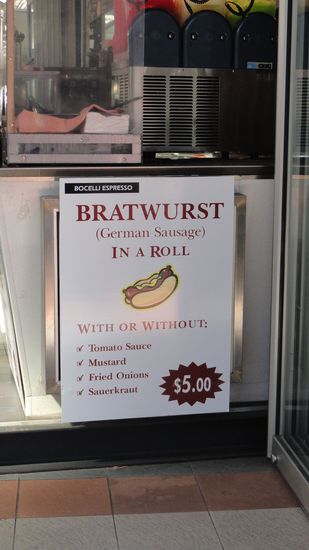 BOCELLI ESPRESSO
BRATWURST
(German Sausage)
IN A ROLL
WITH OR WITHOUT:
Tomato Sauce
Mustard
Fried Onions
Sauerkraut
$5.00